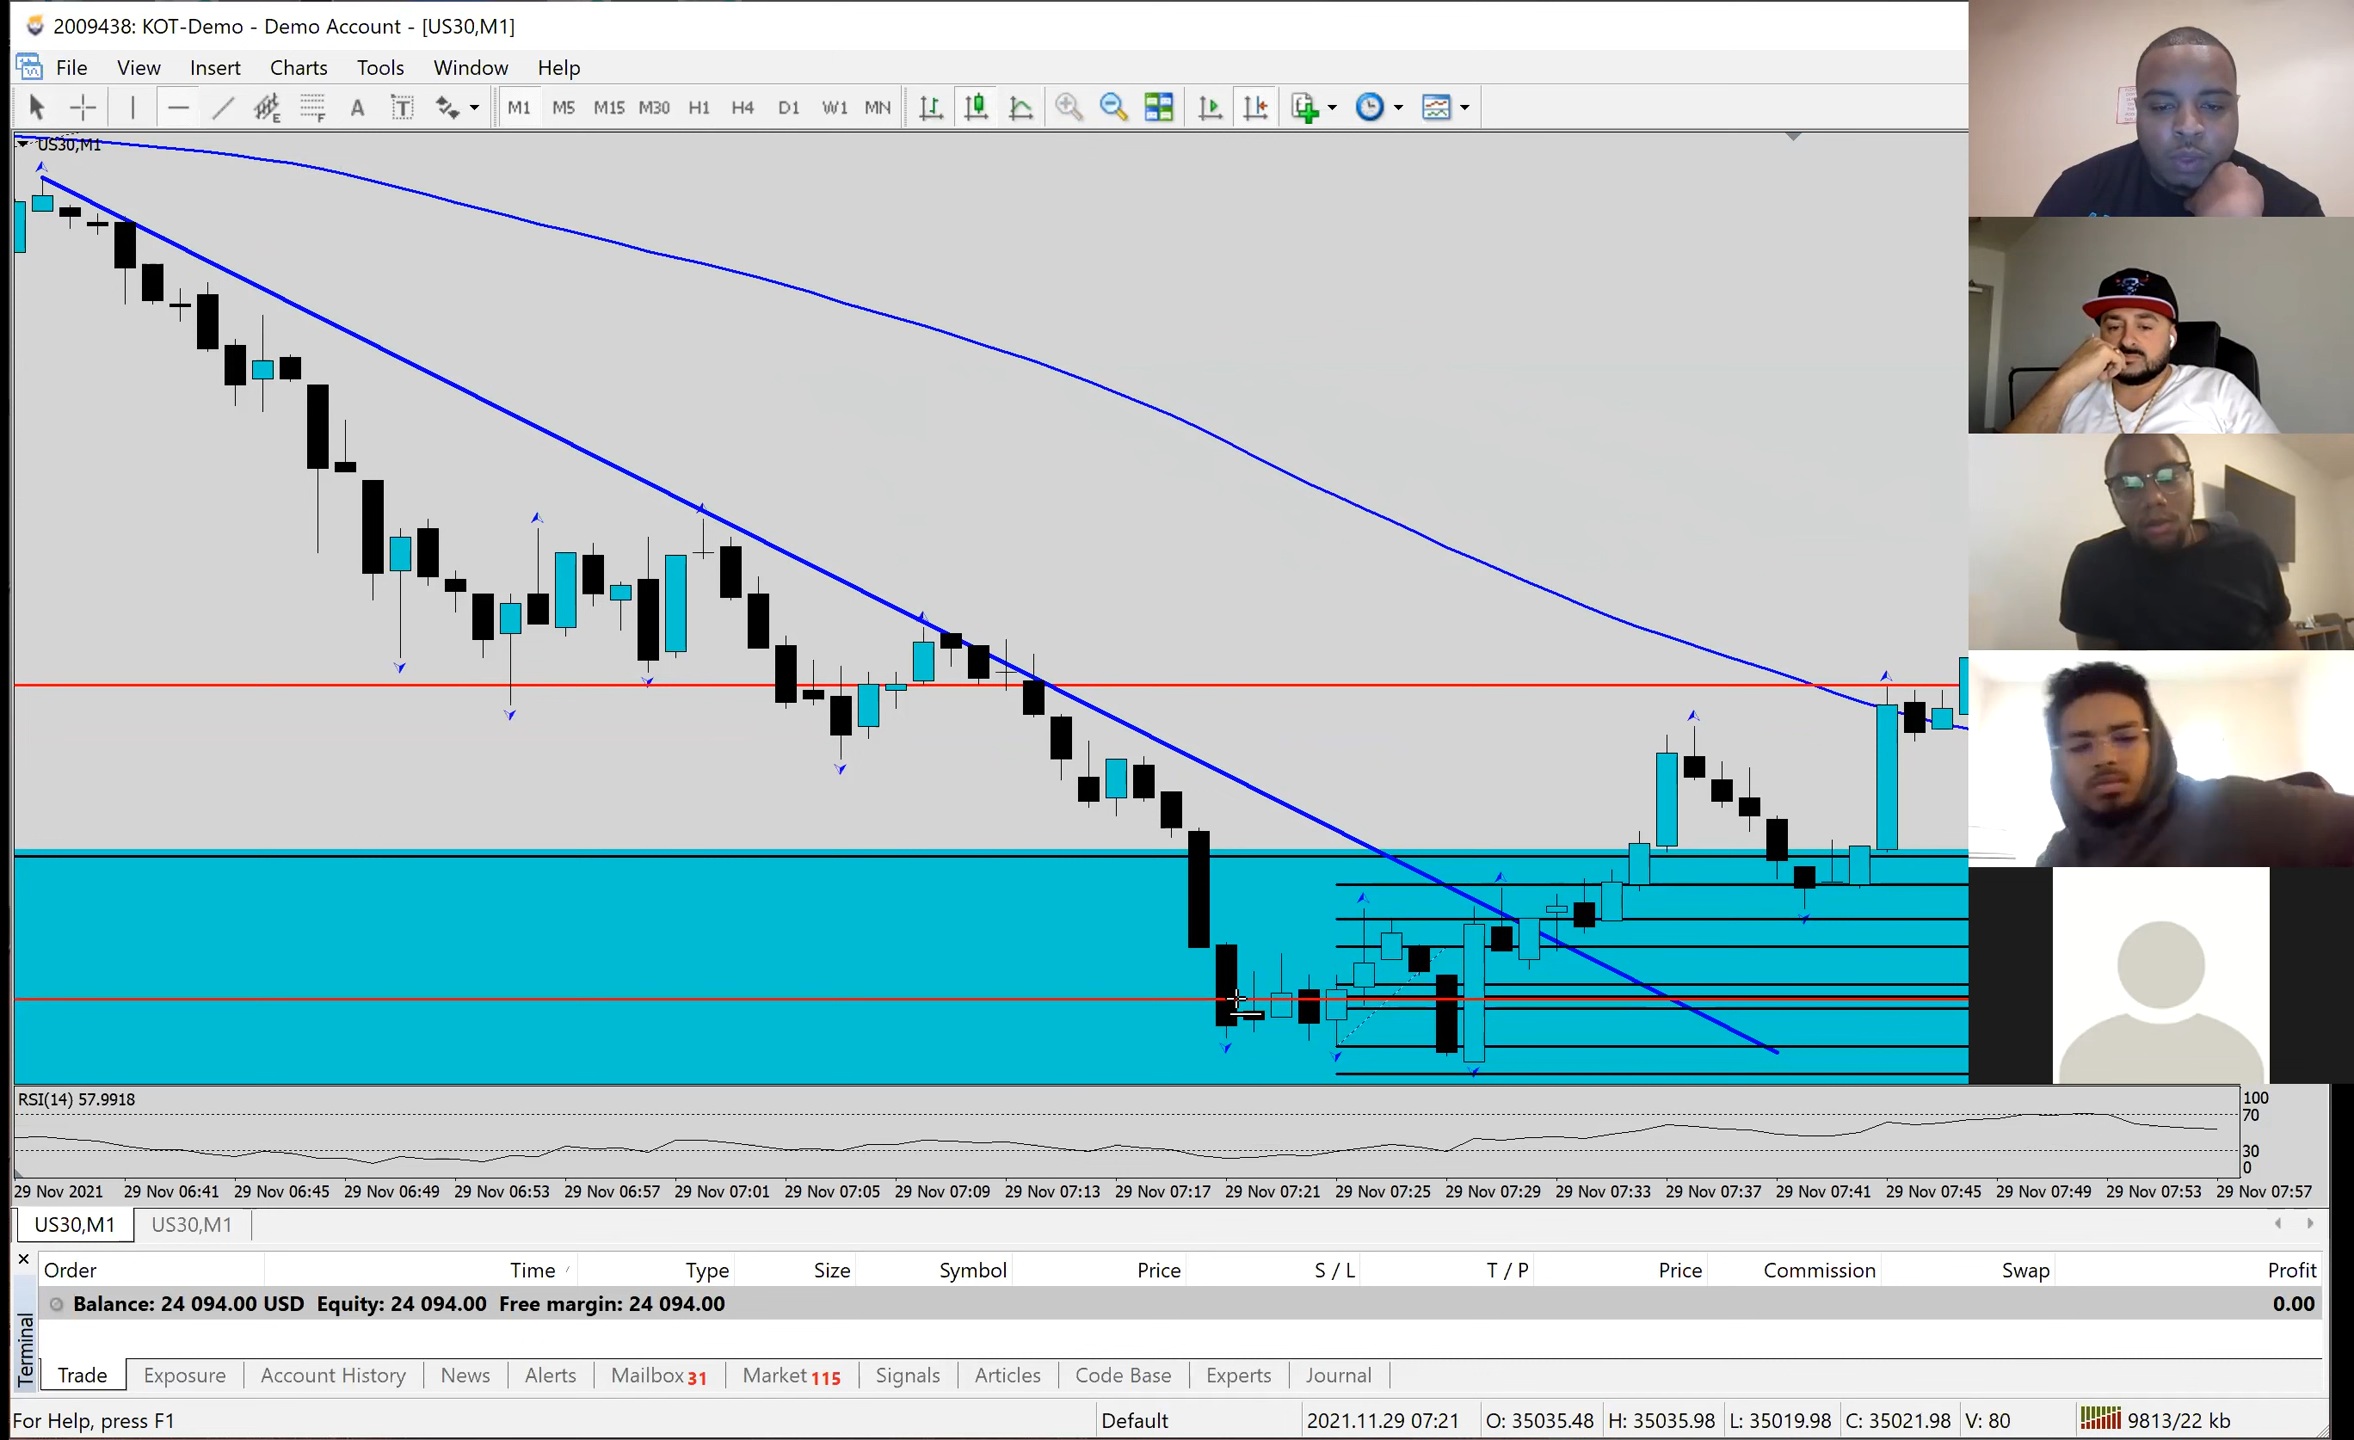 2009438: KOT-Demo - Demo Account - [US30,M1]
File View Insert Charts Tools Window Help
A T M1 M5 M15 M30 H1 H4 D1 W1 MN
US30,M1
RSI(14) 57.9918
100
70
30
0
29 Nov 2021 29 Nov 06:41 29 Nov 06:45 29 Nov 06:49 29 Nov 06:53 29 Nov 06:57 29 Nov 07:01 29 Nov 07:05 29 Nov 07:09 29 Nov 07:13 29 Nov 07:17 29 Nov 07:21 29 Nov 07:25 29 Nov 07:29 29 Nov 07:33 29 Nov 07:37 29 Nov 07:41 29 Nov 07:45 29 Nov 07:49 29 Nov 07:53 29 Nov 07:57
US30,M1 US30,M1
Order Time Type Size Symbol Price S / L T / P Price Commission Swap Profit
Balance: 24 094.00 USD Equity: 24 094.00 Free margin: 24 094.00 0.00
Terminal
Trade Exposure Account History News Alerts Mailbox 31 Market 115 Signals Articles Code Base Experts Journal
For Help, press F1 Default 2021.11.29 07:21 O: 35035.48 H: 35035.98 L: 35019.98 C: 35021.98 V: 80 9813/22 kb